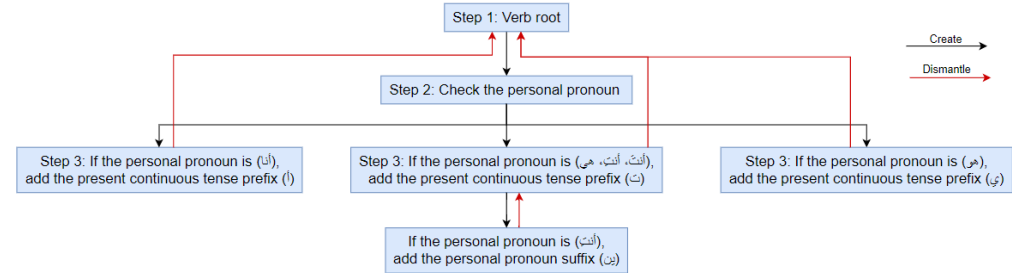 Step 1: Verb root
Create
Dismantle
Step 2: Check the personal pronoun
Step 3: If the personal pronoun is (أنا),
add the present continuous tense prefix (أ)
Step 3: If the personal pronoun is (أنتَ، أنتِ، هي),
add the present continuous tense prefix (ت)
Step 3: If the personal pronoun is (هو),
add the present continuous tense prefix (ي)
If the personal pronoun is (أنتِ),
add the personal pronoun suffix (ين)